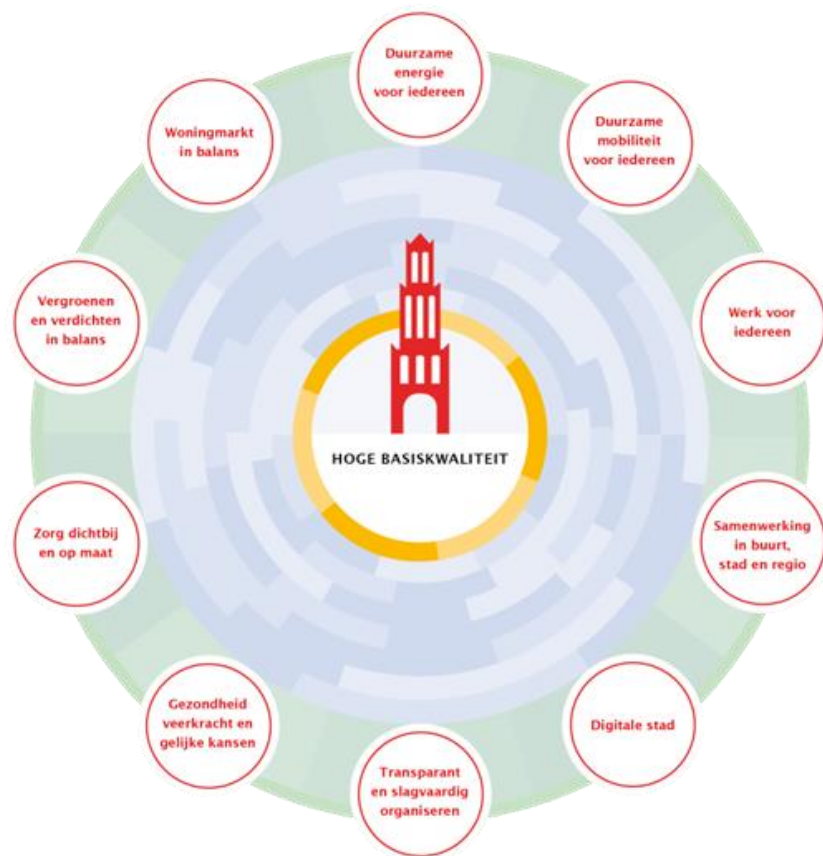 Duurzame
energie
voor iedereen
Duurzame
mobiliteit
voor iedereen
Werk voor
iedereen
Samenwerking
in buurt,
stad en regio
Digitale stad
Transparant
en slagvaardig
organiseren
Gezondheid
veerkracht en
gelijke kansen
Zorg dichtbij
en op maat
Vergroenen
en verdichten
in balans
Woningmarkt
in balans
HOGE BASISKWALITEIT